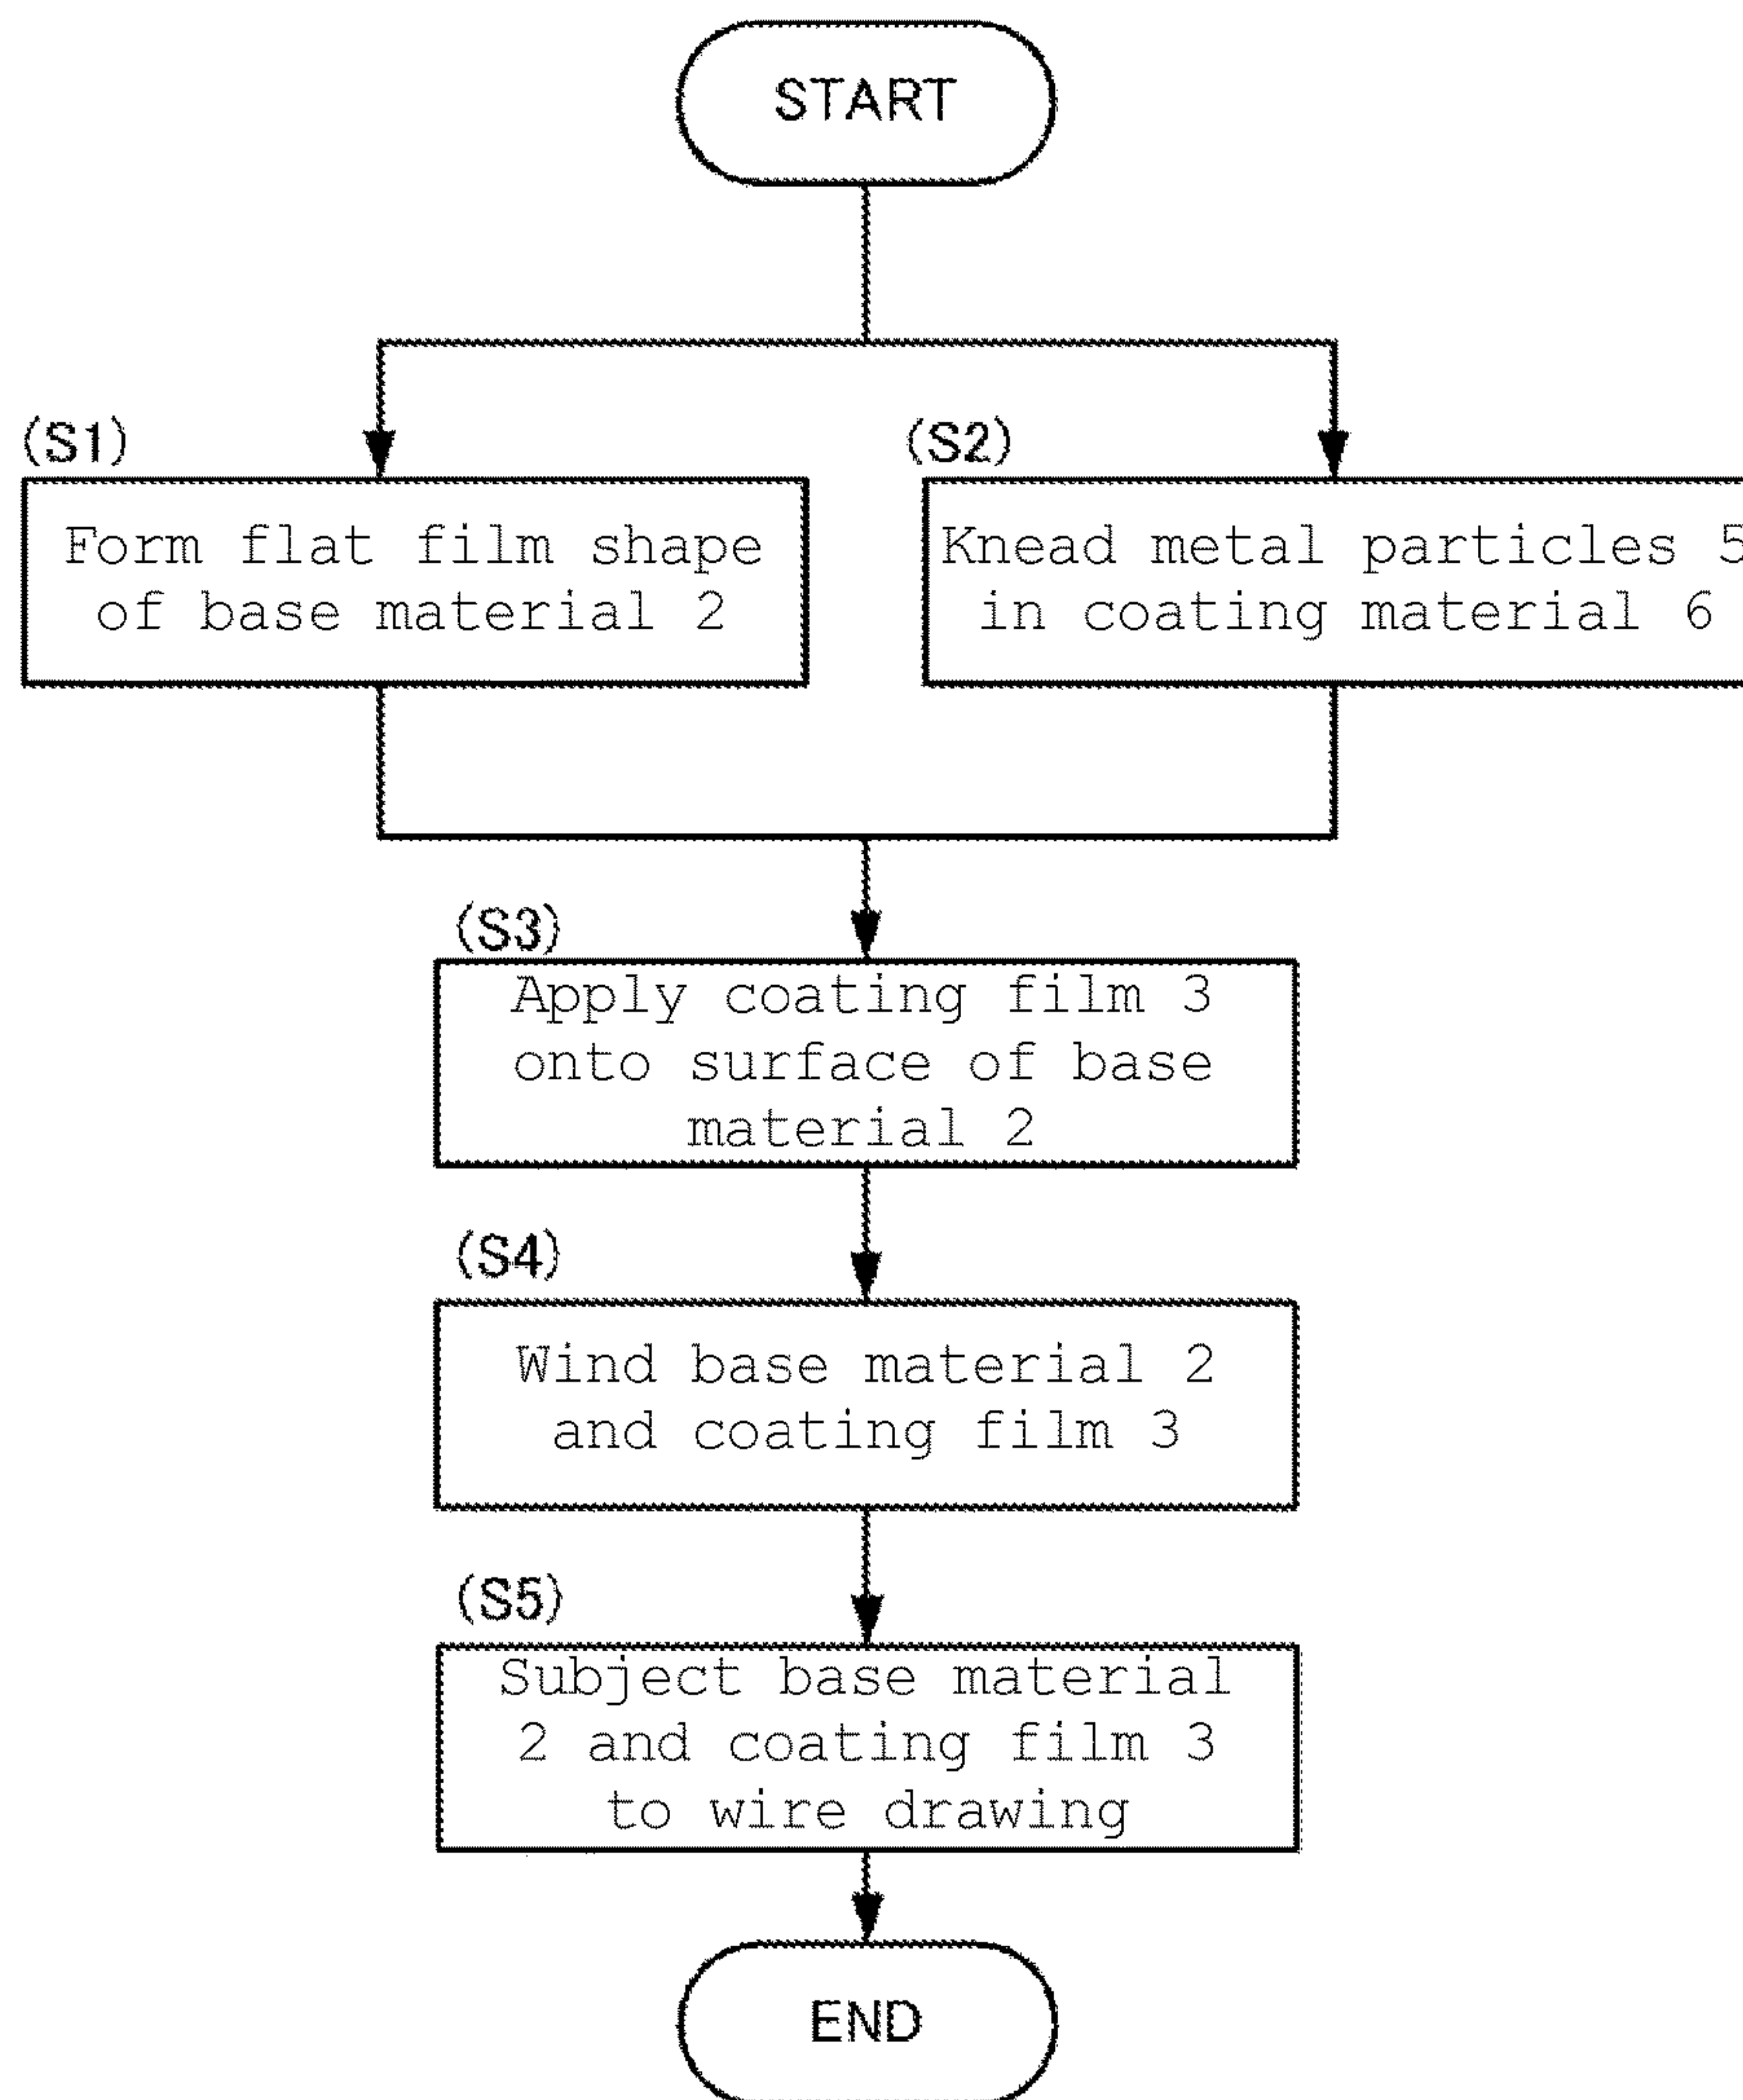 START
(S1)
Form flat film shape
of base material 2
(S2)
Knead metal particles 5
in coating material 6
(S3)
Apply coating film 3
onto surface of base
material 2
(S4)
Wind base material 2
and coating film 3
(S5)
Subject base material
2 and coating film 3
to wire drawing
END